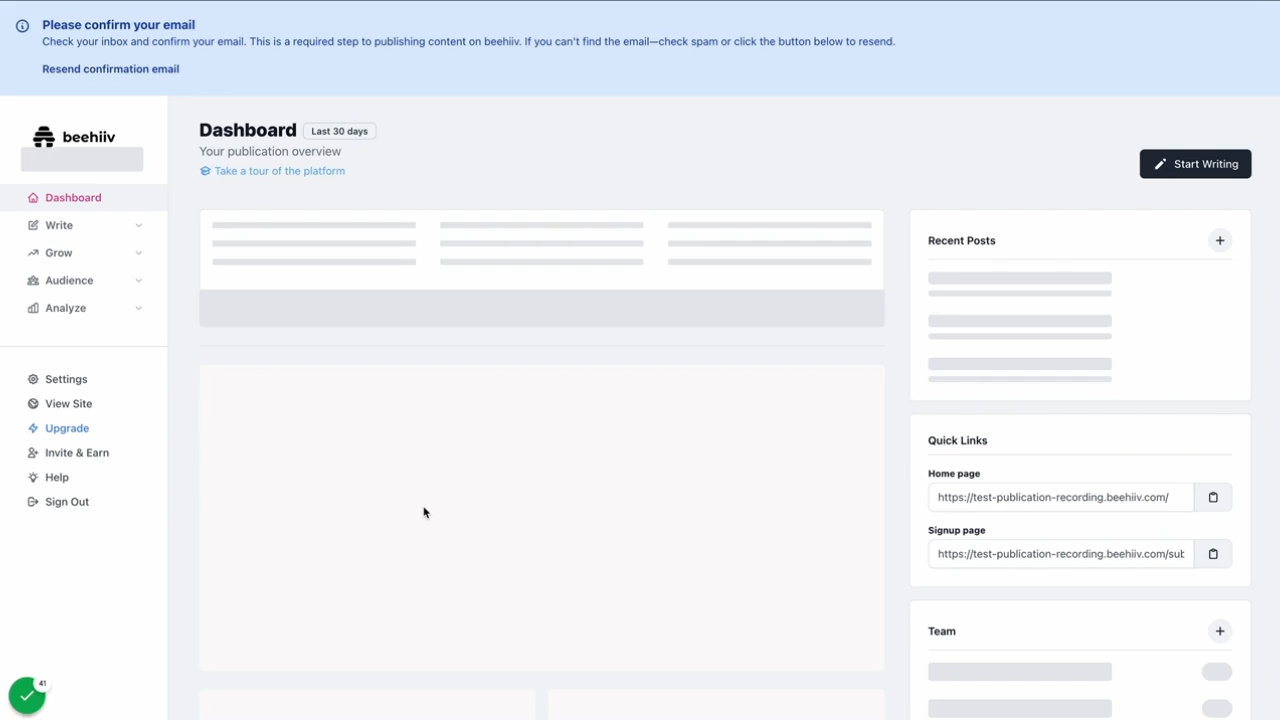 Please confirm your email
Check your inbox and confirm your email. This is a required step to publishing content on beehiiv. If you can't find the email—check spam or click the button below to resend.
Resend confirmation email
beehiiv
Dashboard
Write
Grow
Audience
Analyze
Settings
View Site
Upgrade
Invite & Earn
Help
Sign Out
41
Dashboard Last 30 days
Your publication overview
Take a tour of the platform
Start Writing
Recent Posts
Quick Links
Home page
https://test-publication-recording.beehiiv.com/
Signup page
https://test-publication-recording.beehiiv.com/sub
Team